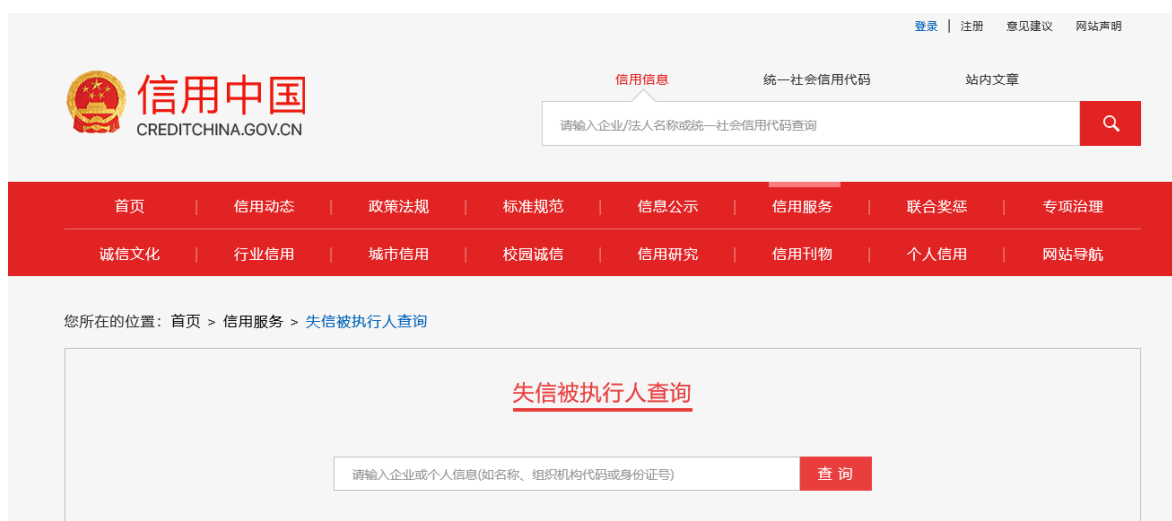 登录 | 注册 意见建议 网站声明
信用信息 统一社会信用代码 站内文章
信用中国
CREDITCHINA.GOV.CN
请输入企业/法人名称或统一社会信用代码查询
首页 | 信用动态 | 政策法规 | 标准规范 | 信息公示 | 信用服务 | 联合奖惩 | 专项治理
诚信文化 | 行业信用 | 城市信用 | 校园诚信 | 信用研究 | 信用刊物 | 个人信用 | 网站导航
您所在的位置：首页 > 信用服务 > 失信被执行人查询
失信被执行人查询
请输入企业或个人信息(如名称、组织机构代码或身份证号) 查 询